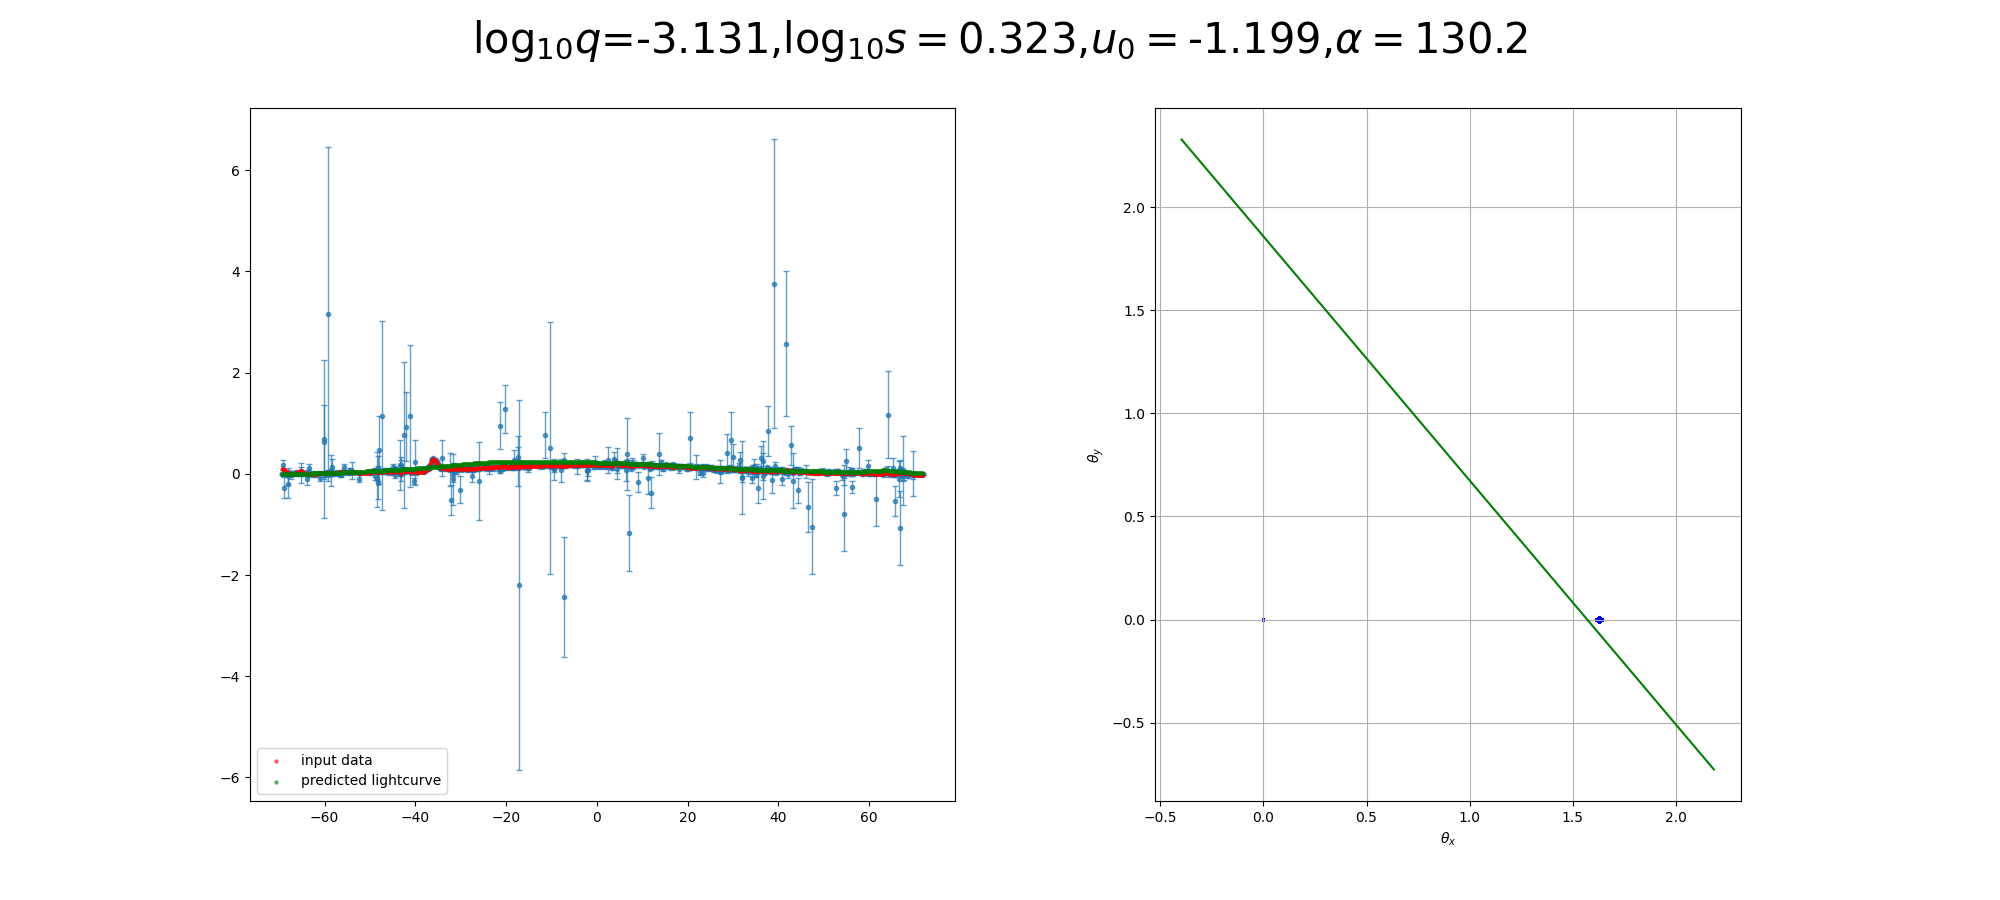 log₁₀q=-3.131,log₁₀s = 0.323,u₀ = -1.199,α = 130.2
6
4
2
0
−2
−4
−6
−60 −40 −20 0 20 40 60
input data
predicted lightcurve
2.0
1.5
1.0
0.5
0.0
−0.5
−0.5 0.0 0.5 1.0 1.5 2.0
θy
θx